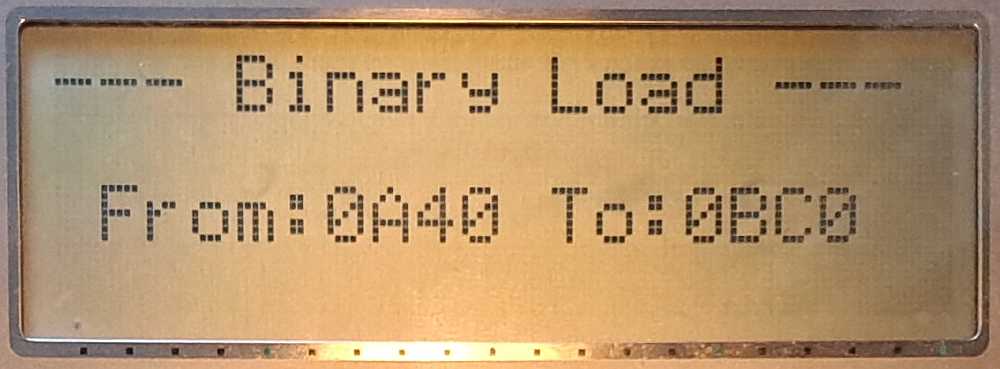 --- Binary Load ---
From:0A40 To:0BC0